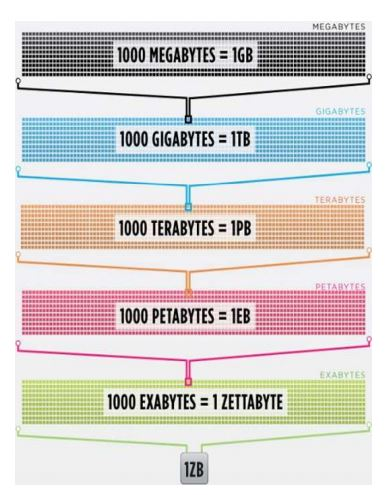 MEGABYTES
1000 MEGABYTES = 1GB
GIGABYTES
1000 GIGABYTES = 1TB
TERABYTES
1000 TERABYTES = 1PB
PETABYTES
1000 PETABYTES = 1EB
EXABYTES
1000 EXABYTES = 1 ZETTABYTE
1ZB